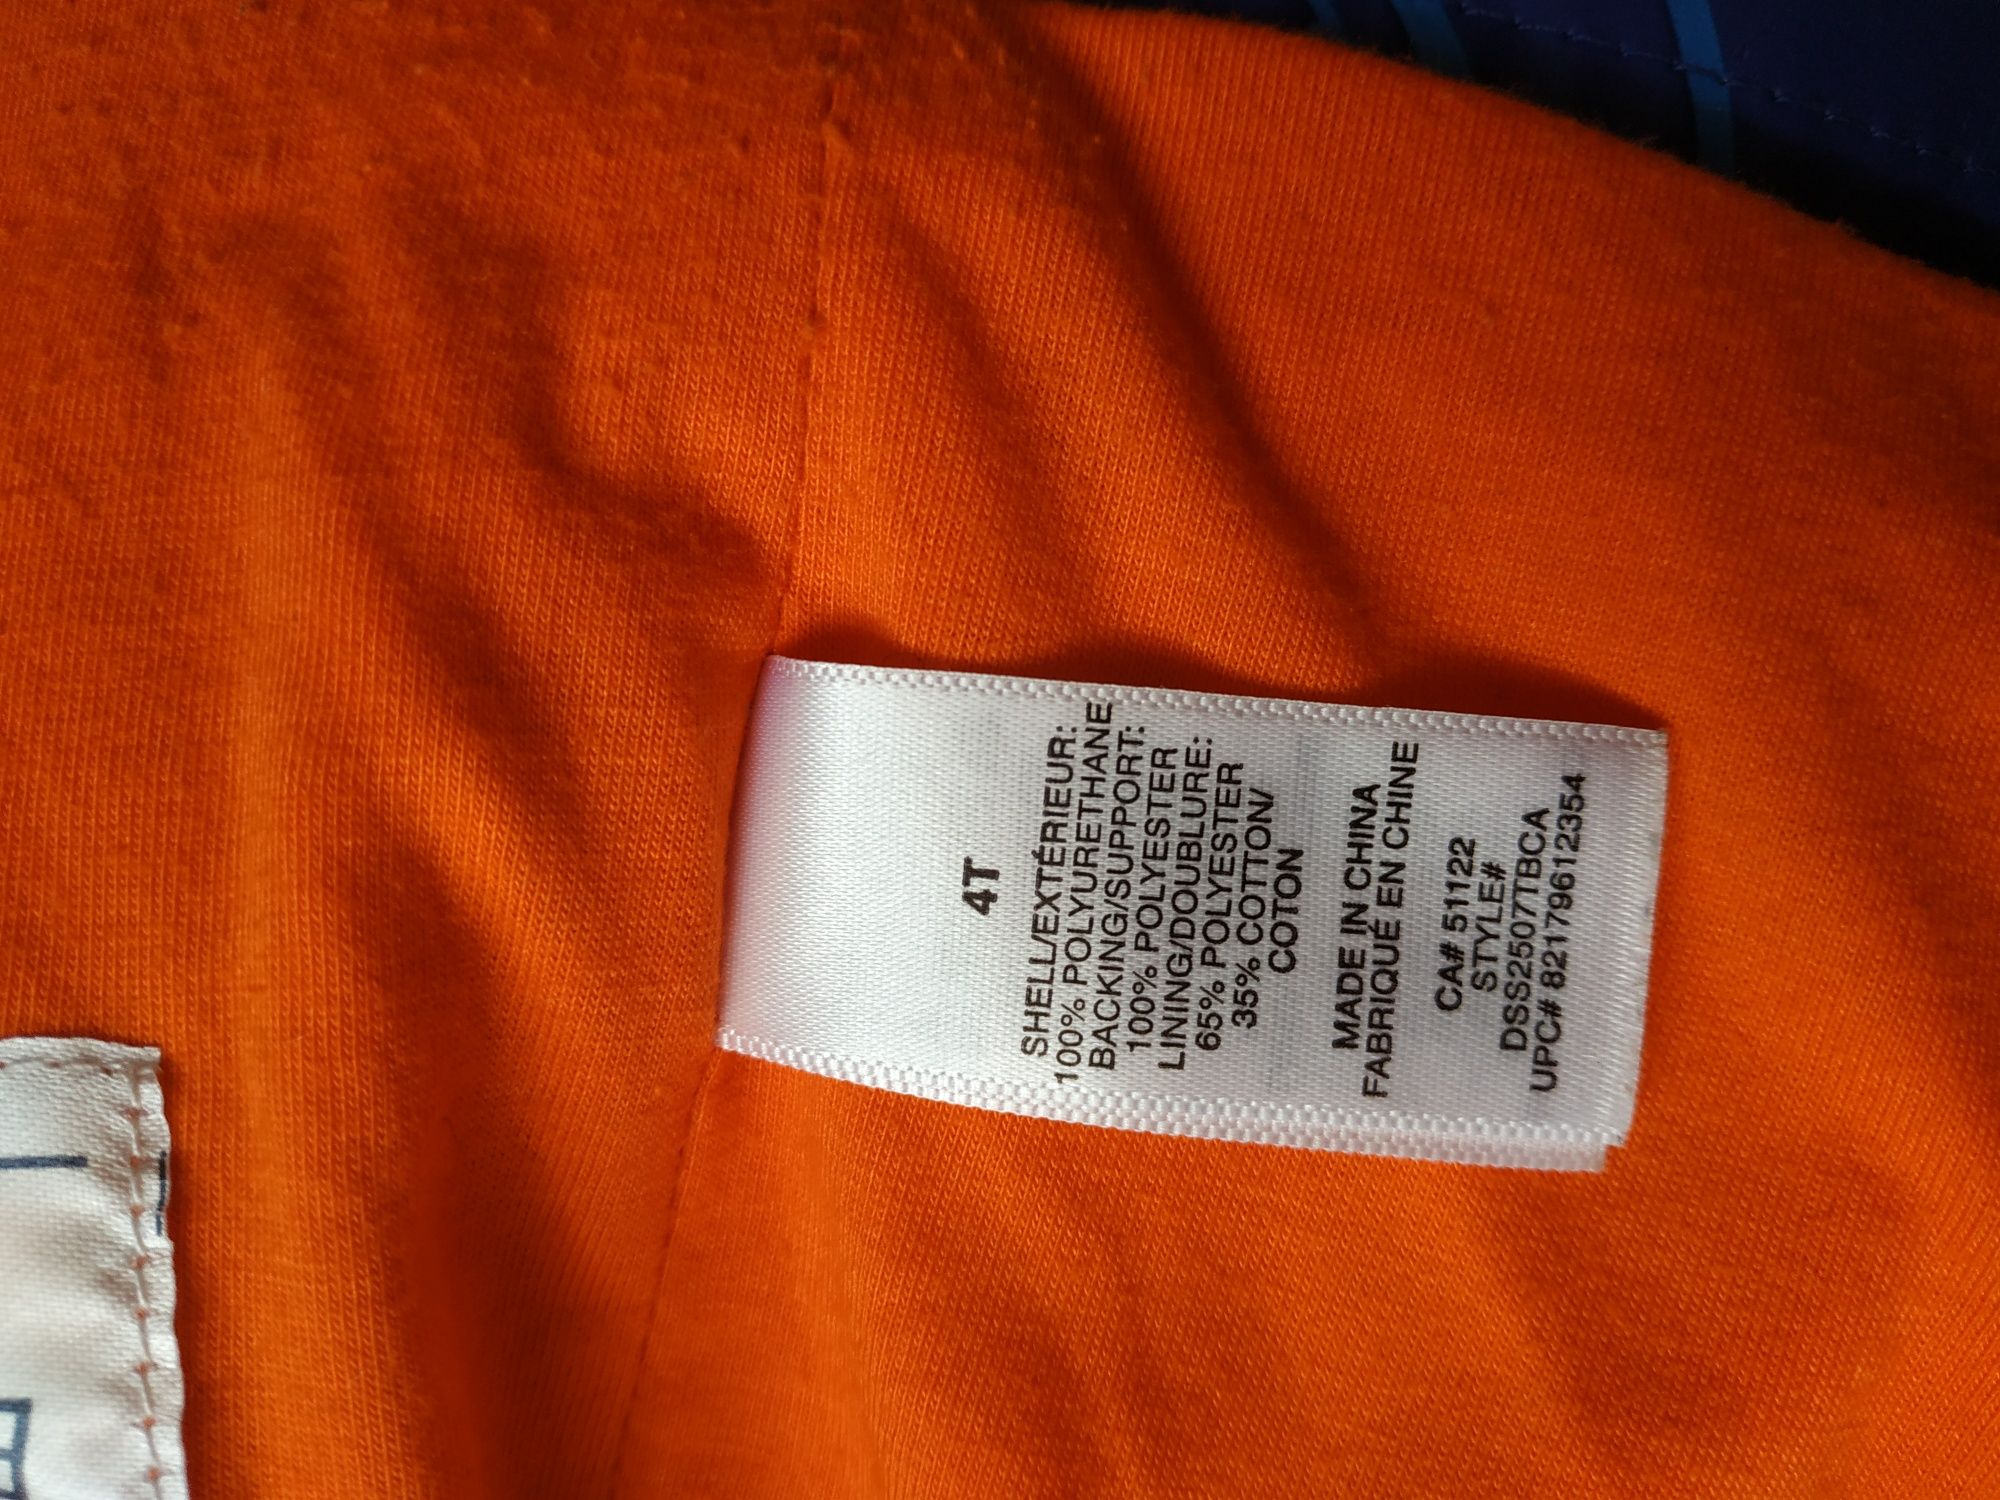 4T
SHELL/EXTÉRIEUR:
100% POLYURETHANE
BACKING/SUPPORT:
100% POLYESTER
LINING/DOUBLURE:
65% POLYESTER
35% COTTON/
COTON
MADE IN CHINA
FABRIQUÉ EN CHINE
CA# 51122
STYLE#
DSS2507TBCA
UPC# 821796612354